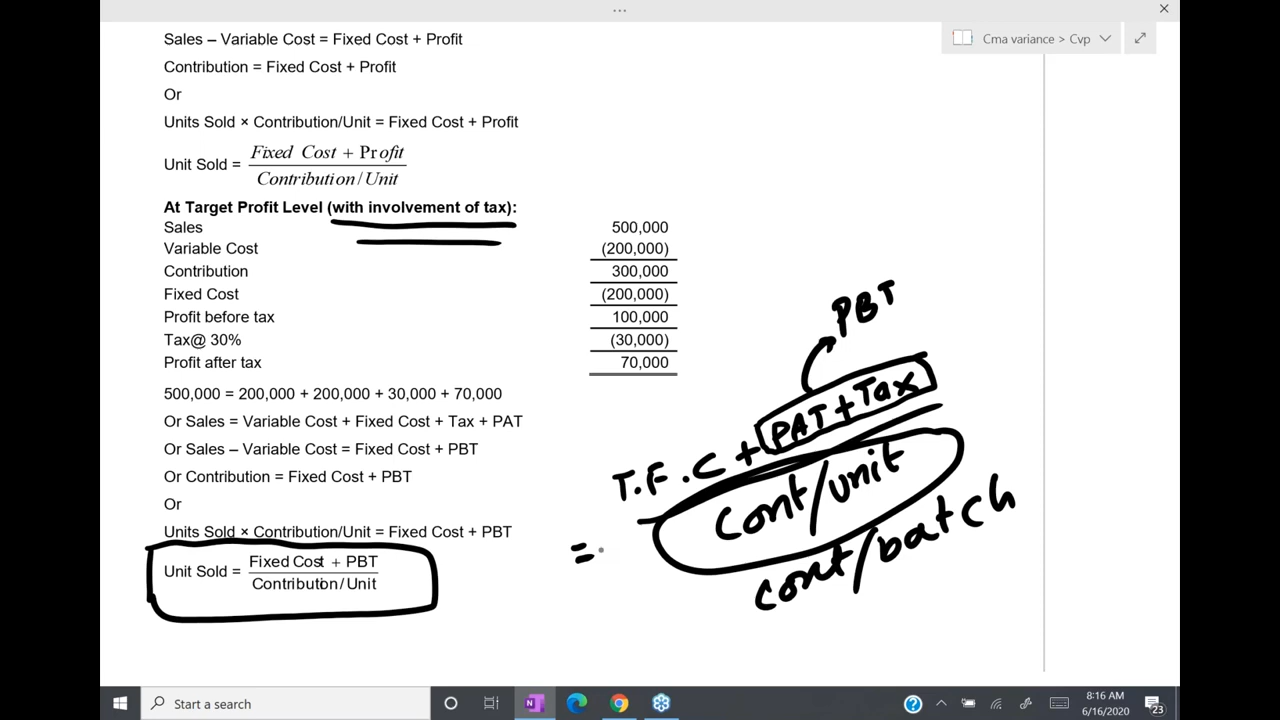 ...
Cma variance > Cvp
Sales – Variable Cost = Fixed Cost + Profit
Contribution = Fixed Cost + Profit
Or
Units Sold × Contribution/Unit = Fixed Cost + Profit
Unit Sold = Fixed Cost + Profit
Contribution / Unit
At Target Profit Level (with involvement of tax):
Sales 500,000
Variable Cost (200,000)
Contribution 300,000
Fixed Cost (200,000)
Profit before tax 100,000
Tax@ 30% (30,000)
Profit after tax 70,000
500,000 = 200,000 + 200,000 + 30,000 + 70,000
Or Sales = Variable Cost + Fixed Cost + Tax + PAT
Or Sales – Variable Cost = Fixed Cost + PBT
Or Contribution = Fixed Cost + PBT
Or
Units Sold × Contribution/Unit = Fixed Cost + PBT
Unit Sold = Fixed Cost + PBT
Contribution / Unit
PBT
T.F.C + PAT + Tax
cont/unit
cont/batch
=
Start a search
8:16 AM
6/16/2020
23